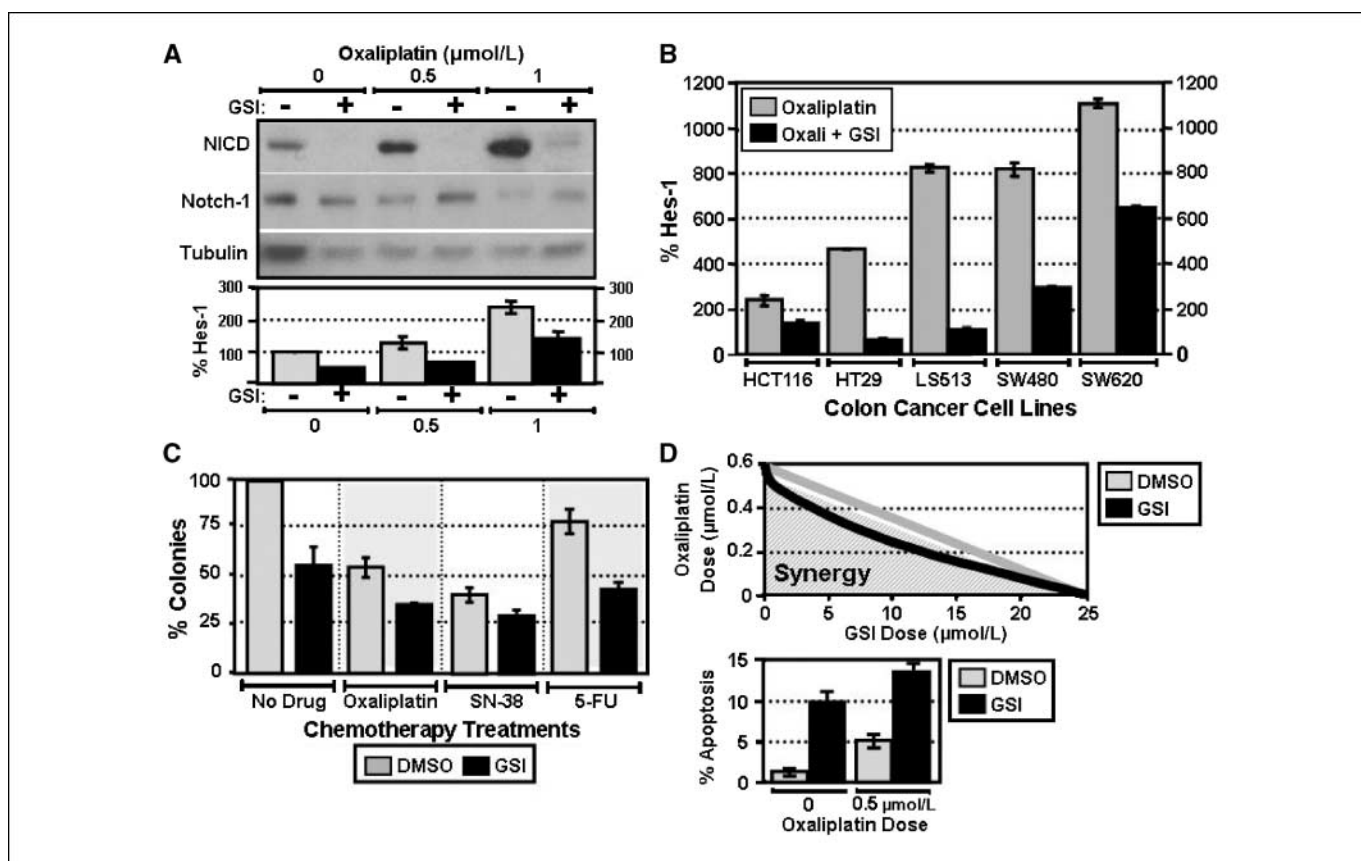 A
Oxaliplatin (µmol/L)
0 0.5 1
GSI: - + - + - +
NICD
Notch-1
Tubulin
% Hes-1
300 300
200 200
100 100
GSI: - + - + - +
0 0.5 1
B
% Hes-1
1200 1200
1000 1000
800 800
600 600
400 400
200 200
0 0
Oxaliplatin
Oxali + GSI
HCT116 HT29 LS513 SW480 SW620
Colon Cancer Cell Lines
C
% Colonies
100
75
50
25
0
No Drug Oxaliplatin SN-38 5-FU
Chemotherapy Treatments
DMSO GSI
D
Oxaliplatin
Dose (µmol/L)
0.6
0.4
0.2
0
Synergy
0 5 10 15 20 25
GSI Dose (µmol/L)
DMSO
GSI
% Apoptosis
15
10
5
0
DMSO
GSI
0 0.5 µmol/L
Oxaliplatin Dose